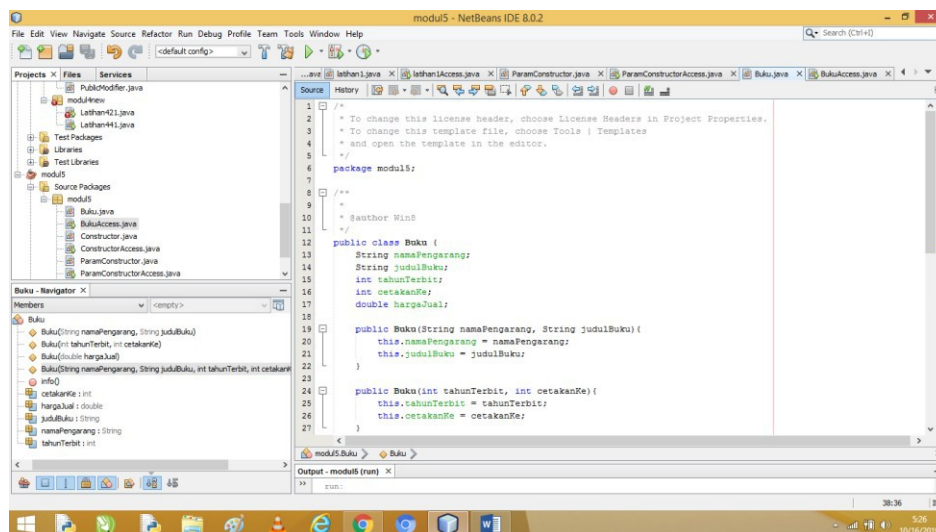 modul5 - NetBeans IDE 8.0.2
File Edit View Navigate Source Refactor Run Debug Profile Team Tools Window Help
Search (Ctrl+I)
<default config>
Projects Files Services
PublicModifier.java
modul4new
Latihan421.java
Latihan441.java
Test Packages
Libraries
Test Libraries
modul5
Source Packages
modul5
Buku.java
BukuAccess.java
Constructor.java
ConstructorAccess.java
ParamConstructor.java
ParamConstructorAccess.java
Buku - Navigator
Members <empty>
Buku
Buku(String namaPengarang, String judulBuku)
Buku(int tahunTerbit, int cetakanKe)
Buku(double hargaJual)
Buku(String namaPengarang, String judulBuku, int tahunTerbit, int cetakanK
info()
cetakanKe : int
hargaJual : double
judulBuku : String
namaPengarang : String
tahunTerbit : int
...ava latihan1.java latihan1Access.java ParamConstructor.java ParamConstructorAccess.java Buku.java BukuAccess.java
Source History
1 /*
2 * To change this license header, choose License Headers in Project Properties.
3 * To change this template file, choose Tools | Templates
4 * and open the template in the editor.
5 */
6 package modul5;
7
8 /**
9 *
10 * @author Win8
11 */
12 public class Buku {
13 String namaPengarang;
14 String judulBuku;
15 int tahunTerbit;
16 int cetakanKe;
17 double hargaJual;
18
19 public Buku(String namaPengarang, String judulBuku){
20 this.namaPengarang = namaPengarang;
21 this.judulBuku = judulBuku;
22 }
23
24 public Buku(int tahunTerbit, int cetakanKe){
25 this.tahunTerbit = tahunTerbit;
26 this.cetakanKe = cetakanKe;
27 }
modul5.Buku Buku
Output - modul5 (run)
run:
38:36
5:26